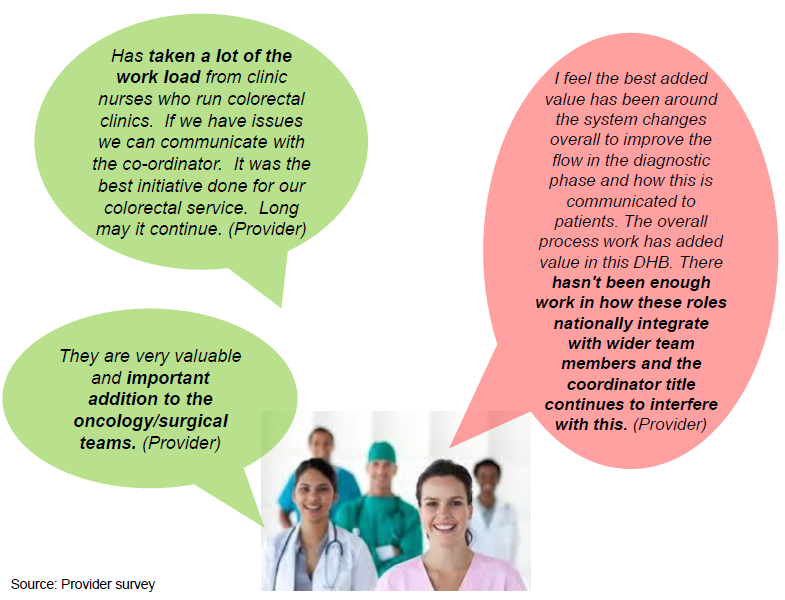 Has taken a lot of the
work load from clinic
nurses who run colorectal
clinics.  If we have issues
we can communicate with
the co-ordinator.  It was the
best initiative done for our
colorectal service.  Long
may it continue. (Provider)
They are very valuable
and important
addition to the
oncology/surgical
teams. (Provider)
I feel the best added
value has been around
the system changes
overall to improve the
flow in the diagnostic
phase and how this is
communicated to
patients. The overall
process work has added
value in this DHB. There
hasn't been enough
work in how these roles
nationally integrate
with wider team
members and the
coordinator title
continues to interfere
with this. (Provider)
Source: Provider survey